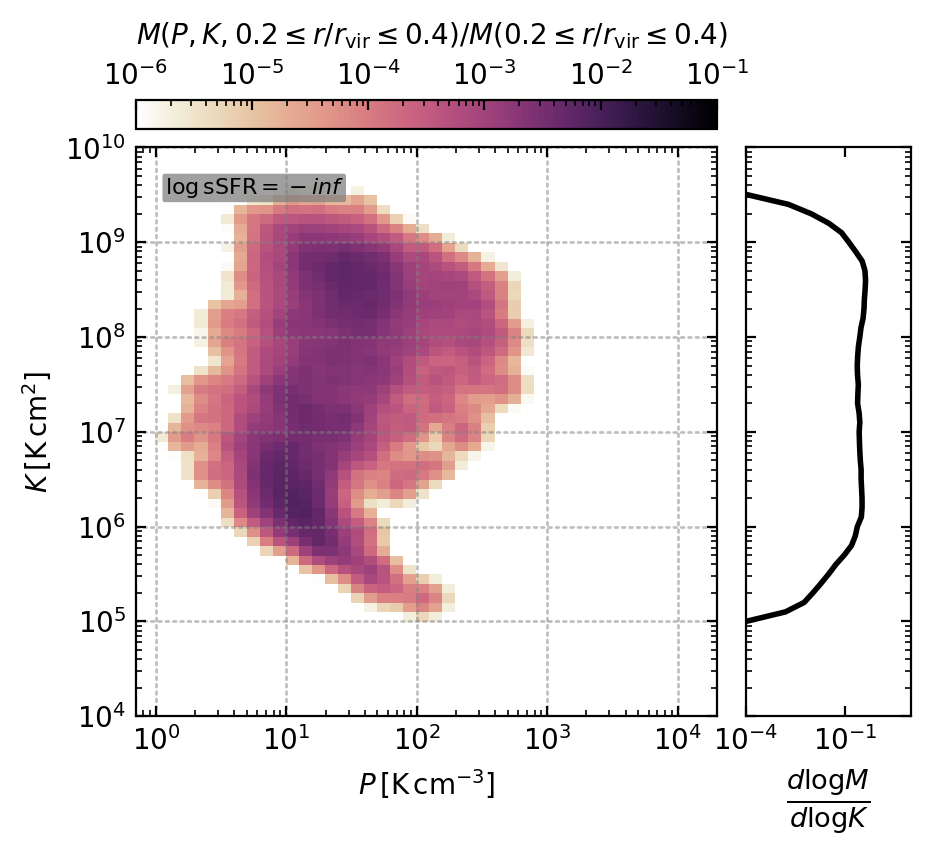 M(P, K, 0.2 ≤ r/r_vir ≤ 0.4)/M(0.2 ≤ r/r_vir ≤ 0.4)
10^−6 10^−5 10^−4 10^−3 10^−2 10^−1
log sSFR = −inf
10^10
10^9
10^8
10^7
10^6
10^5
10^4
K [K cm^2]
10^0 10^1 10^2 10^3 10^4
P [K cm^−3]
10^−4 10^−1
dlogM
dlogK